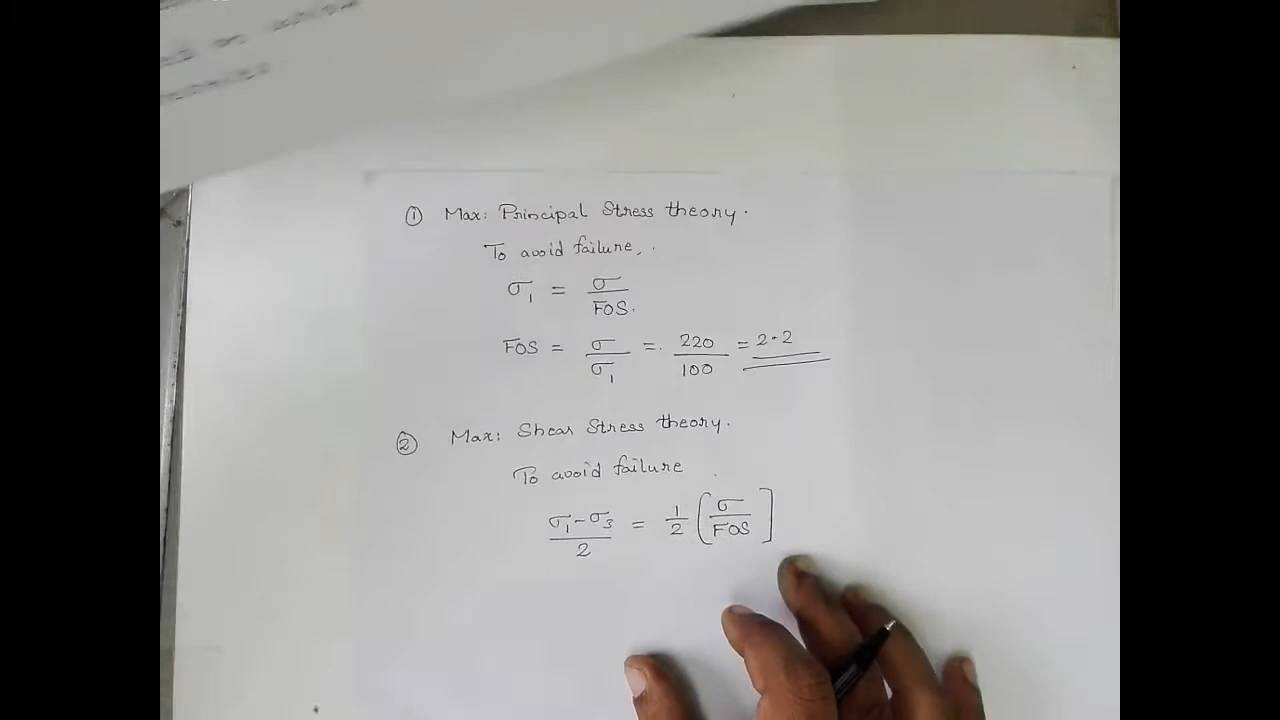 ① Max: Principal Stress theory.
To avoid failure,.
σ₁ = σ / FOS.
FOS = σ / σ₁ =. 220 / 100 = 2.2
② Max: Shear Stress theory.
To avoid failure
(σ₁-σ₃) / 2 = 1/2 [σ / FOS]